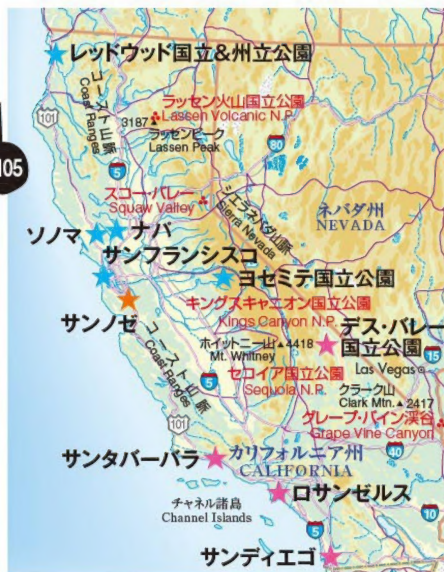 レッドウッド国立&州立公園
コースト山脈
Coast Ranges
101
ラッセン火山国立公園
Lassen Volcanic N.P.
3187
ラッセンピーク
Lassen Peak
80
105
5
スコー・バレー
Squaw Valley
シエラネバダ山脈
Sierra Nevada
ネバダ州
NEVADA
ソノマ
ナパ
サンフランシスコ
ヨセミテ国立公園
キングスキャニオン国立公園
Kings Canyon N.P.
サンノゼ
デス・バレー
国立公園
ホイットニー山▲4418
Mt. Whitney
15
コースト山脈
Coast Ranges
5
セコイア国立公園
Sequoia N.P.
Las Vegas
クラーク山
Clark Mtn.▲2417
101
グレープ・バイン渓谷
Grape Vine Canyon
サンタバーバラ
カリフォルニア州
CALIFORNIA
40
チャネル諸島
Channel Islands
ロサンゼルス
5
10
10
サンディエゴ